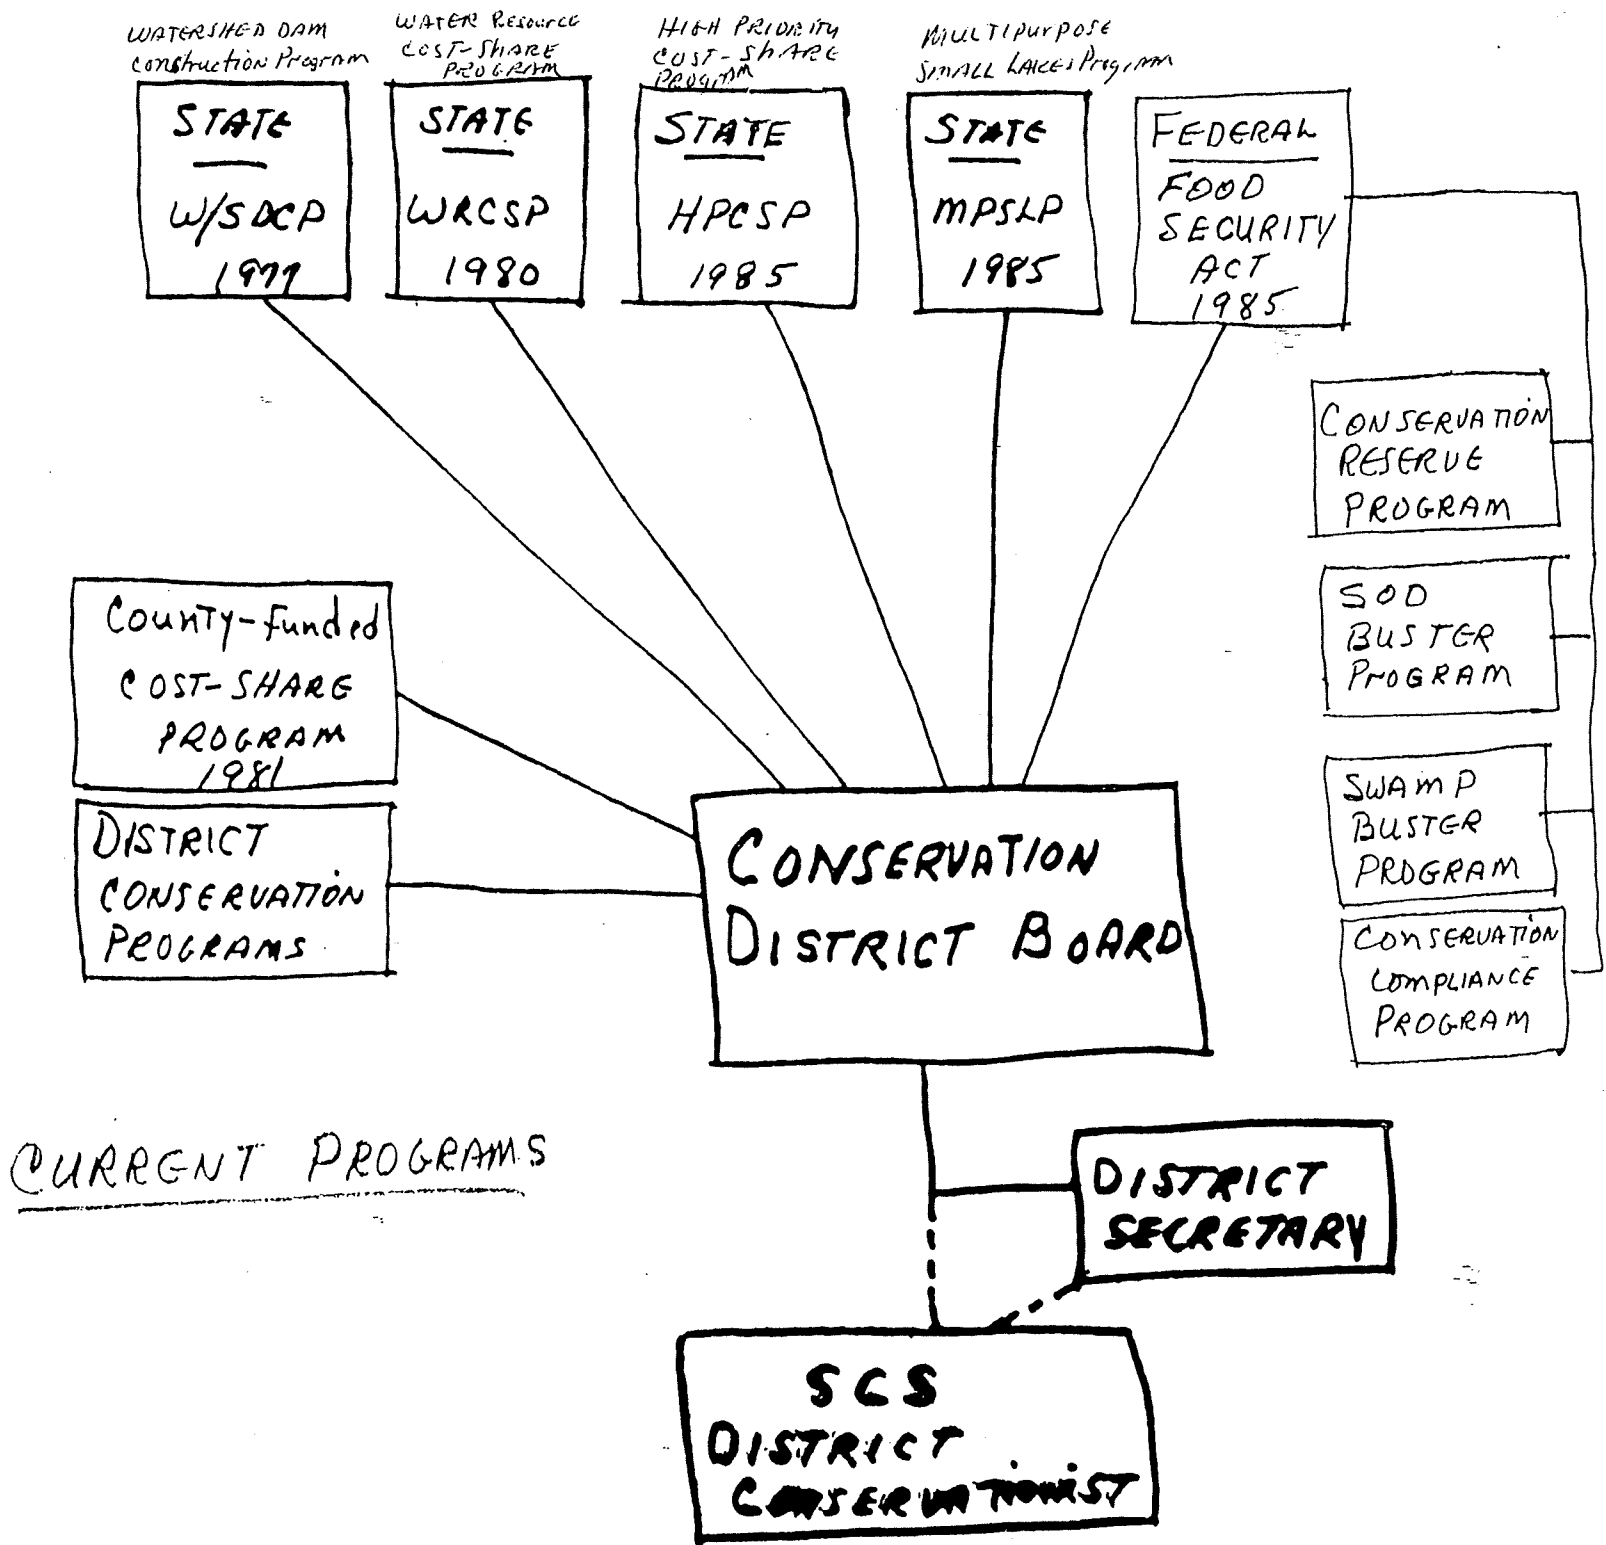 WATERSHED DAM
Construction Program
WATER Resource
COST-SHARE
PROGRAM
HIGH PRIORITY
COST-SHARE
PROGRAM
MULTIPURPOSE
SMALL LAKES Program
STATE
W/SDCP
1977
STATE
WRCSP
1980
STATE
HPCSP
1985
STATE
MPSLP
1985
FEDERAL
FOOD
SECURITY
ACT
1985
CONSERVATION
RESERVE
PROGRAM
SOD
BUSTER
PROGRAM
SWAMP
BUSTER
PROGRAM
CONSERVATION
COMPLIANCE
PROGRAM
COUNTY-funded
COST-SHARE
PROGRAM
1981
DISTRICT
CONSERVATION
PROGRAMS
CONSERVATION
DISTRICT BOARD
CURRENT PROGRAMS
DISTRICT
SECRETARY
SCS
DISTRICT
CONSERVATIONIST